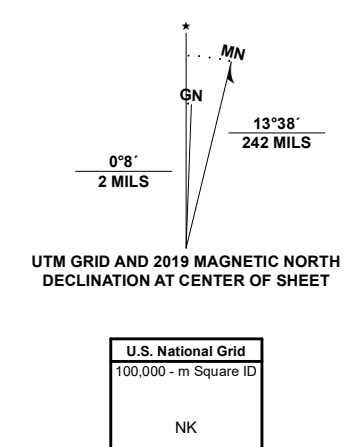 ★
MN
GN
13°38´
242 MILS
0°8´
2 MILS
UTM GRID AND 2019 MAGNETIC NORTH
DECLINATION AT CENTER OF SHEET
U.S. National Grid
100,000 - m Square ID
NK